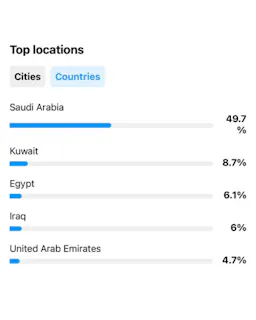 Top locations
Cities Countries
Saudi Arabia
49.7
%
Kuwait
8.7%
Egypt
6.1%
Iraq
6%
United Arab Emirates
4.7%